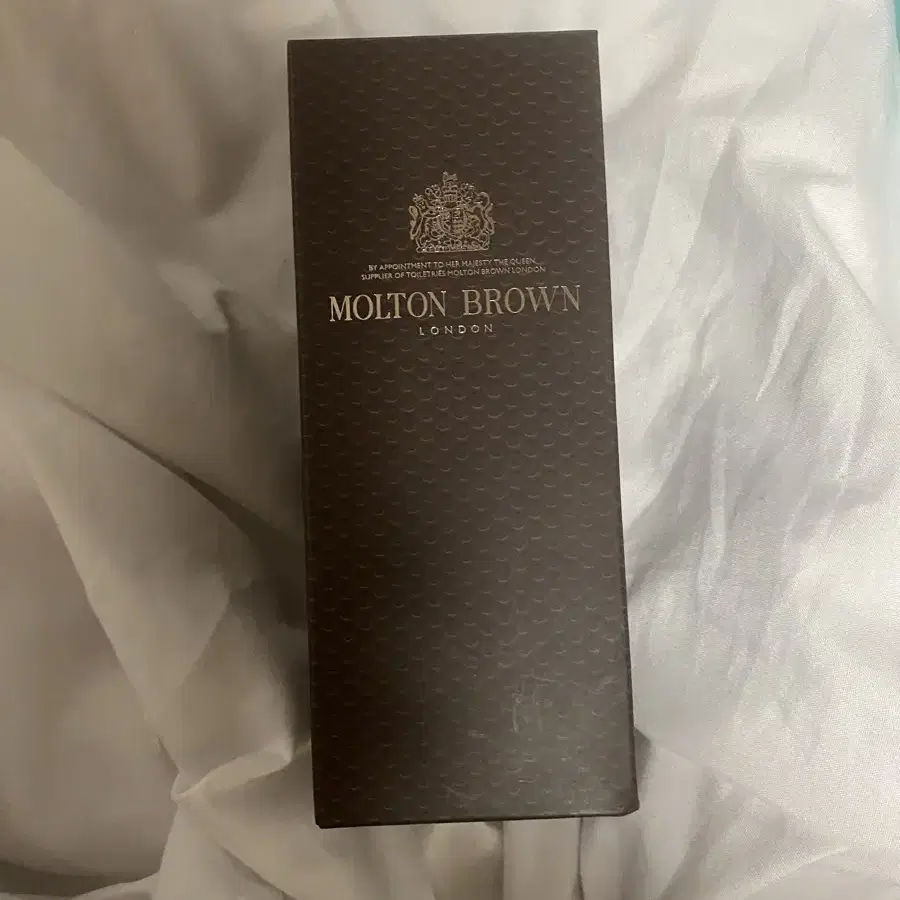 BY APPOINTMENT TO HER MAJESTY THE QUEEN
SUPPLIER OF TOILETRIES MOLTON BROWN LONDON
MOLTON BROWN
LONDON